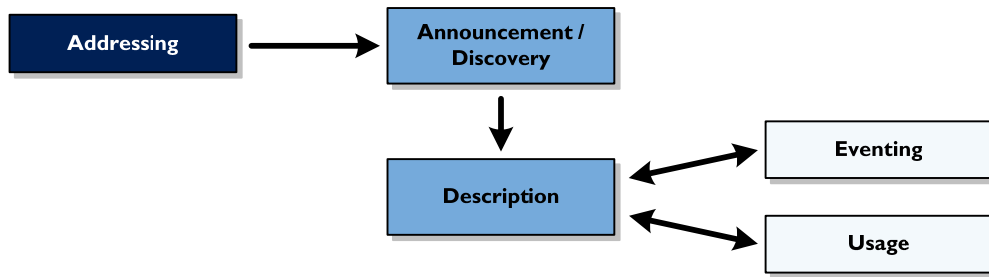 Addressing
Announcement /
Discovery
Description
Eventing
Usage